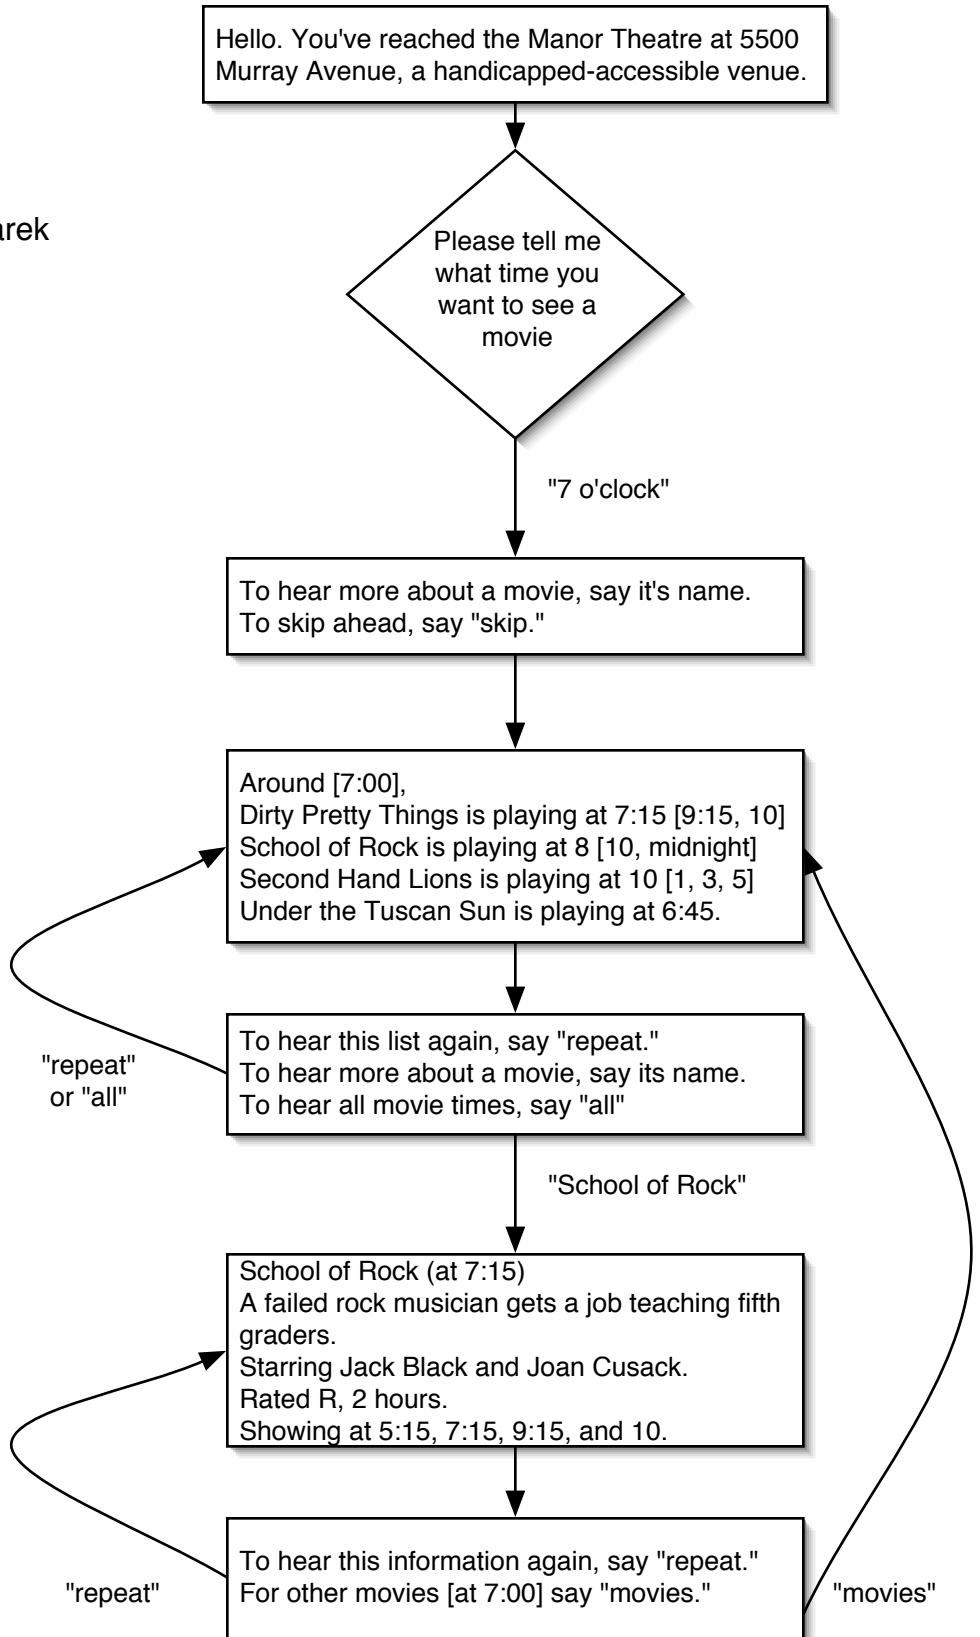 Hello. You've reached the Manor Theatre at 5500
Murray Avenue, a handicapped-accessible venue.
Please tell me
what time you
want to see a
movie
"7 o'clock"
To hear more about a movie, say it's name.
To skip ahead, say "skip."
Around [7:00],
Dirty Pretty Things is playing at 7:15 [9:15, 10]
School of Rock is playing at 8 [10, midnight]
Second Hand Lions is playing at 10 [1, 3, 5]
Under the Tuscan Sun is playing at 6:45.
"repeat"
or "all"
To hear this list again, say "repeat."
To hear more about a movie, say its name.
To hear all movie times, say "all"
"School of Rock"
School of Rock (at 7:15)
A failed rock musician gets a job teaching fifth
graders.
Starring Jack Black and Joan Cusack.
Rated R, 2 hours.
Showing at 5:15, 7:15, 9:15, and 10.
To hear this information again, say "repeat."
For other movies [at 7:00] say "movies."
"repeat"
"movies"